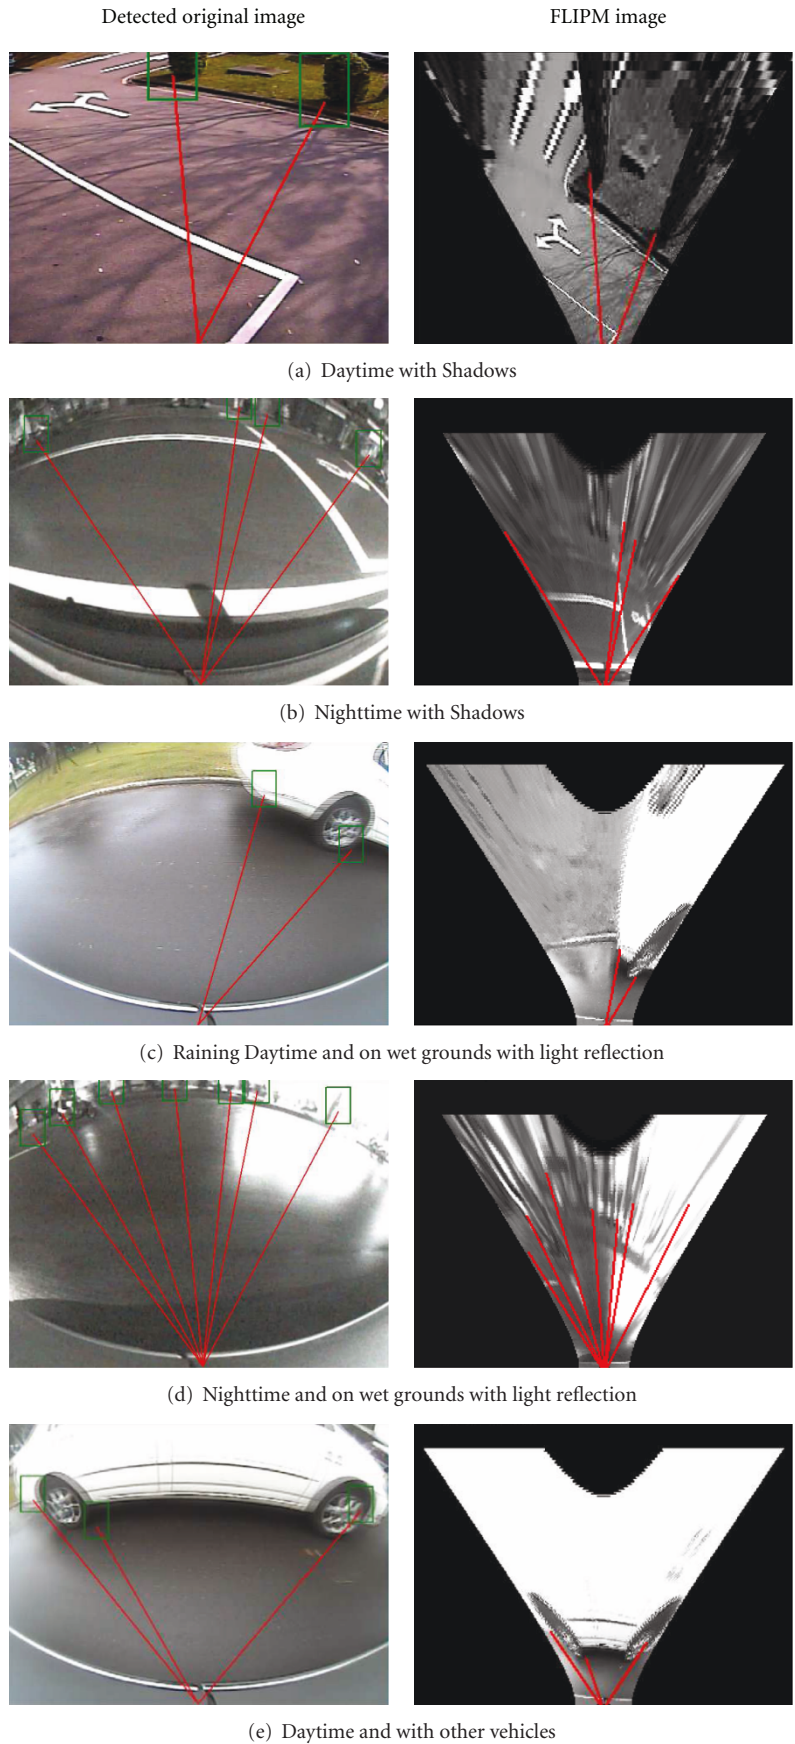 Detected original image
FLIPM image
(a) Daytime with Shadows
(b) Nighttime with Shadows
(c) Raining Daytime and on wet grounds with light reflection
(d) Nighttime and on wet grounds with light reflection
(e) Daytime and with other vehicles